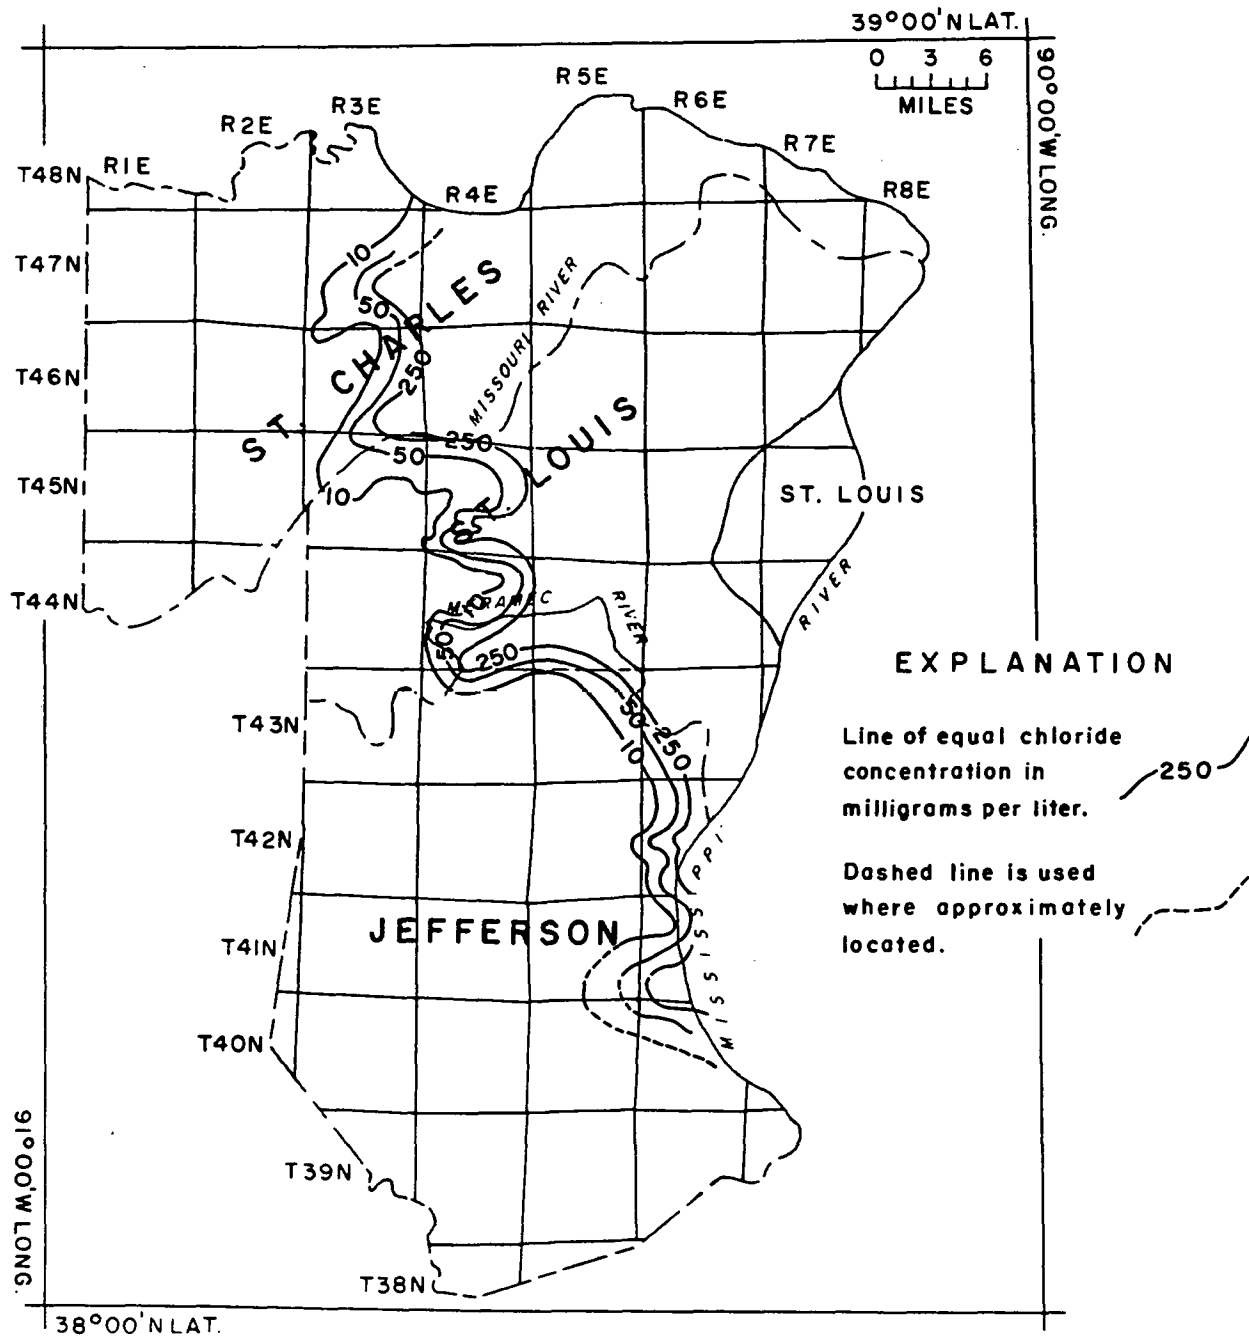 39°00'N LAT.
0 3 6
MILES
90°00'W LONG.
R5E
R6E
R3E
R2E
R7E
R1E
T48N
R4E
R8E
10
T47N
50
ST. CHARLES
MISSOURI RIVER
T46N
250
ST. LOUIS
250
50
T45N
10
ST. LOUIS
T44N
MERAMEC RIVER
10
50
250
RIVER
EXPLANATION
T43N
50
250
10
Line of equal chloride
concentration in
milligrams per liter.
250
T42N
MISSISSIPPI
Dashed line is used
where approximately
located.
JEFFERSON
T41N
T40N
91°00'W LONG.
T39N
T38N
38°00'N LAT.